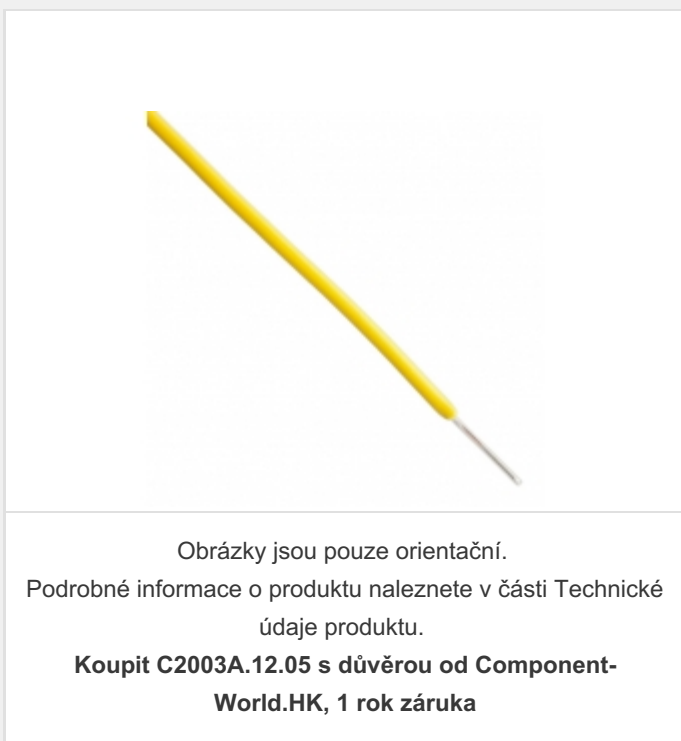 Obrázky jsou pouze orientační.
Podrobné informace o produktu naleznete v části Technické
údaje produktu.
Koupit C2003A.12.05 s důvěrou od Component-
World.HK, 1 rok záruka